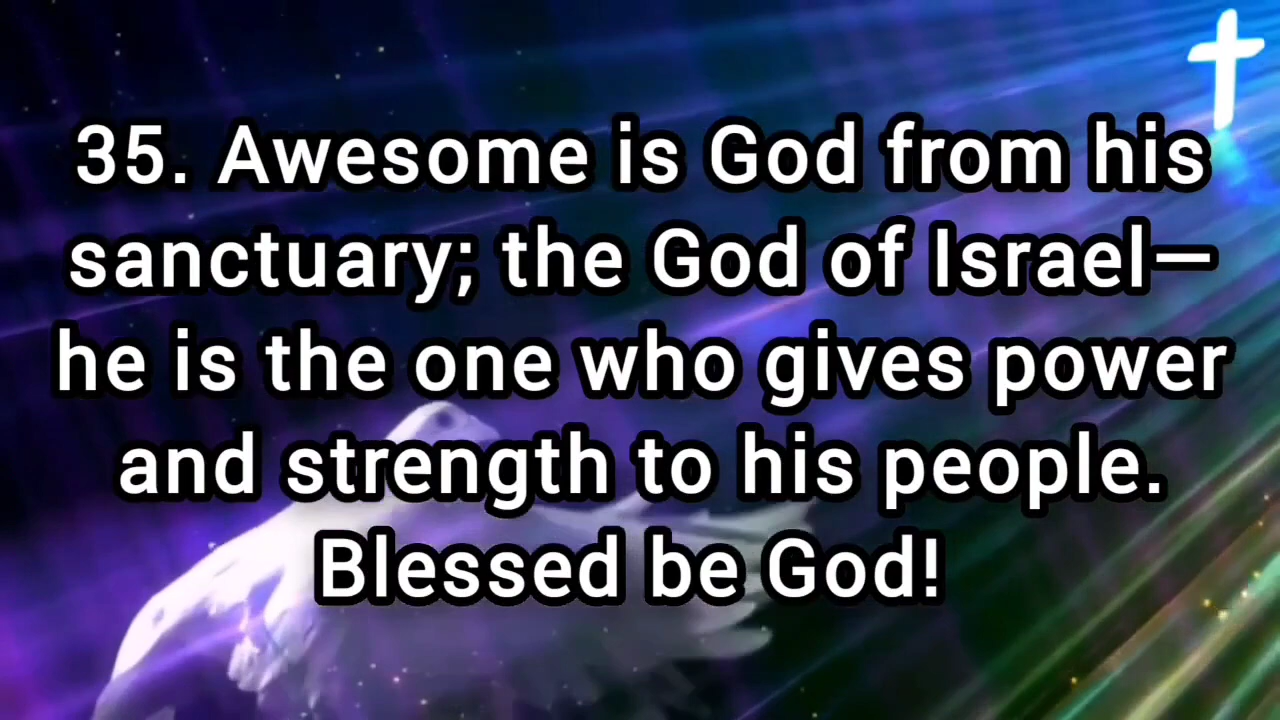 35. Awesome is God from his
sanctuary; the God of Israel—
he is the one who gives power
and strength to his people.
Blessed be God!